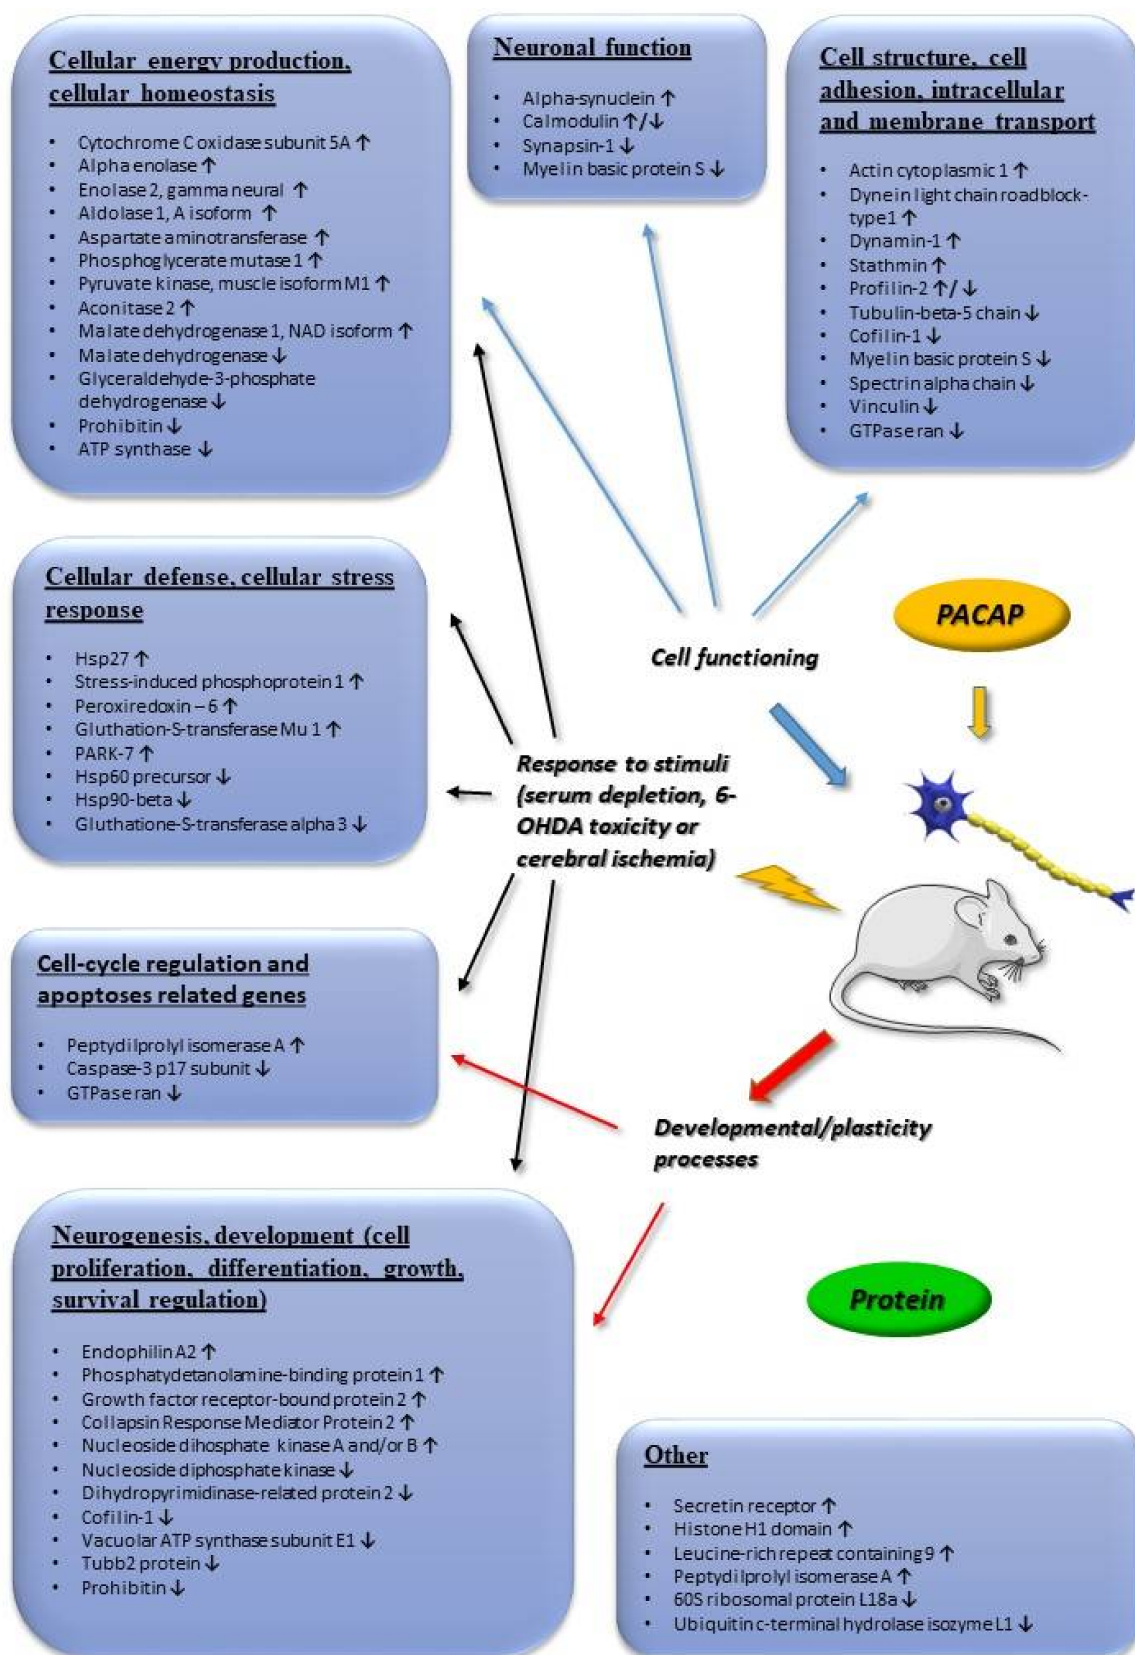 Cellular energy production,
cellular homeostasis
• Cytochrome C oxidase subunit 5A ↑
• Alpha enolase ↑
• Enolase 2, gamma neural ↑
• Aldolase 1, A isoform ↑
• Aspartate aminotransferase ↑
• Phosphoglycerate mutase 1 ↑
• Pyruvate kinase, muscle isoform M1 ↑
• Aconitase 2 ↑
• Malate dehydrogenase 1, NAD isoform ↑
• Malate dehydrogenase ↓
• Glyceraldehyde-3-phosphate
dehydrogenase ↓
• Prohibitin ↓
• ATP synthase ↓
Neuronal function
• Alpha-synuclein ↑
• Calmodulin ↑/↓
• Synapsin-1 ↓
• Myelin basic protein S ↓
Cell structure, cell
adhesion, intracellular
and membrane transport
• Actin cytoplasmic 1 ↑
• Dynein light chain roadblock-
type1 ↑
• Dynamin-1 ↑
• Stathmin ↑
• Profilin-2 ↑/ ↓
• Tubulin-beta-5 chain ↓
• Cofilin-1 ↓
• Myelin basic protein S ↓
• Spectrin alpha chain ↓
• Vinculin ↓
• GTPase ran ↓
Cellular defense, cellular stress
response
• Hsp27 ↑
• Stress-induced phosphoprotein 1 ↑
• Peroxiredoxin – 6 ↑
• Gluthation-S-transferase Mu 1 ↑
• PARK-7 ↑
• Hsp60 precursor ↓
• Hsp90-beta ↓
• Gluthatione-S-transferase alpha 3 ↓
Cell functioning
PACAP
Response to stimuli
(serum depletion, 6-
OHDA toxicity or
cerebral ischemia)
Cell-cycle regulation and
apoptoses related genes
• Peptydilprolyl isomerase A ↑
• Caspase-3 p17 subunit ↓
• GTPase ran ↓
Developmental/plasticity
processes
Neurogenesis, development (cell
proliferation, differentiation, growth,
survival regulation)
• Endophilin A2 ↑
• Phosphatydetanolamine-binding protein 1 ↑
• Growth factor receptor-bound protein 2 ↑
• Collapsin Response Mediator Protein 2 ↑
• Nucleoside dihosphate kinase A and/or B ↑
• Nucleoside diphosphate kinase ↓
• Dihydropyrimidinase-related protein 2 ↓
• Cofilin-1 ↓
• Vacuolar ATP synthase subunit E1 ↓
• Tubb2 protein ↓
• Prohibitin ↓
Protein
Other
• Secretin receptor ↑
• Histone H1 domain ↑
• Leucine-rich repeat containing 9 ↑
• Peptydilprolyl isomerase A ↑
• 60S ribosomal protein L18a ↓
• Ubiquitin c-terminal hydrolase isozyme L1 ↓